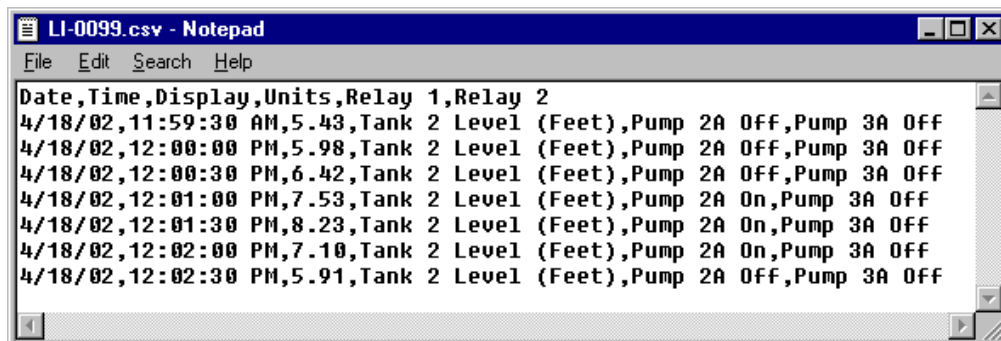 LI-0099.csv - Notepad
File Edit Search Help
Date,Time,Display,Units,Relay 1,Relay 2
4/18/02,11:59:30 AM,5.43,Tank 2 Level (Feet),Pump 2A Off,Pump 3A Off
4/18/02,12:00:00 PM,5.98,Tank 2 Level (Feet),Pump 2A Off,Pump 3A Off
4/18/02,12:00:30 PM,6.42,Tank 2 Level (Feet),Pump 2A Off,Pump 3A Off
4/18/02,12:01:00 PM,7.53,Tank 2 Level (Feet),Pump 2A On,Pump 3A Off
4/18/02,12:01:30 PM,8.23,Tank 2 Level (Feet),Pump 2A On,Pump 3A Off
4/18/02,12:02:00 PM,7.10,Tank 2 Level (Feet),Pump 2A On,Pump 3A Off
4/18/02,12:02:30 PM,5.91,Tank 2 Level (Feet),Pump 2A Off,Pump 3A Off